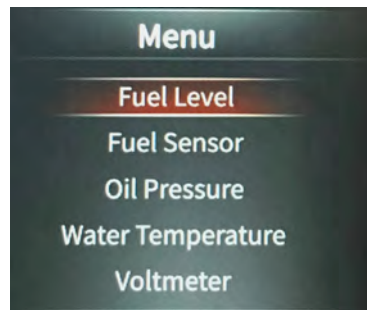 Menu
Fuel Level
Fuel Sensor
Oil Pressure
Water Temperature
Voltmeter